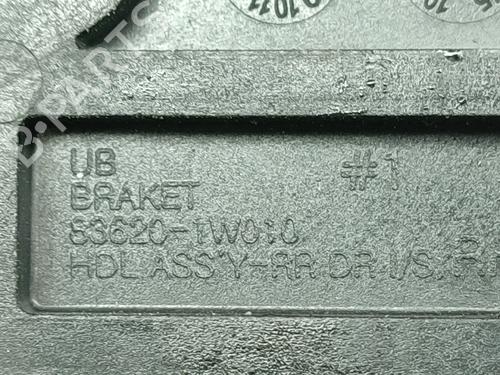 UB #1
BRAKET
83620-1W010
HDL ASS'Y-RR DR I/S,
B-PARTS